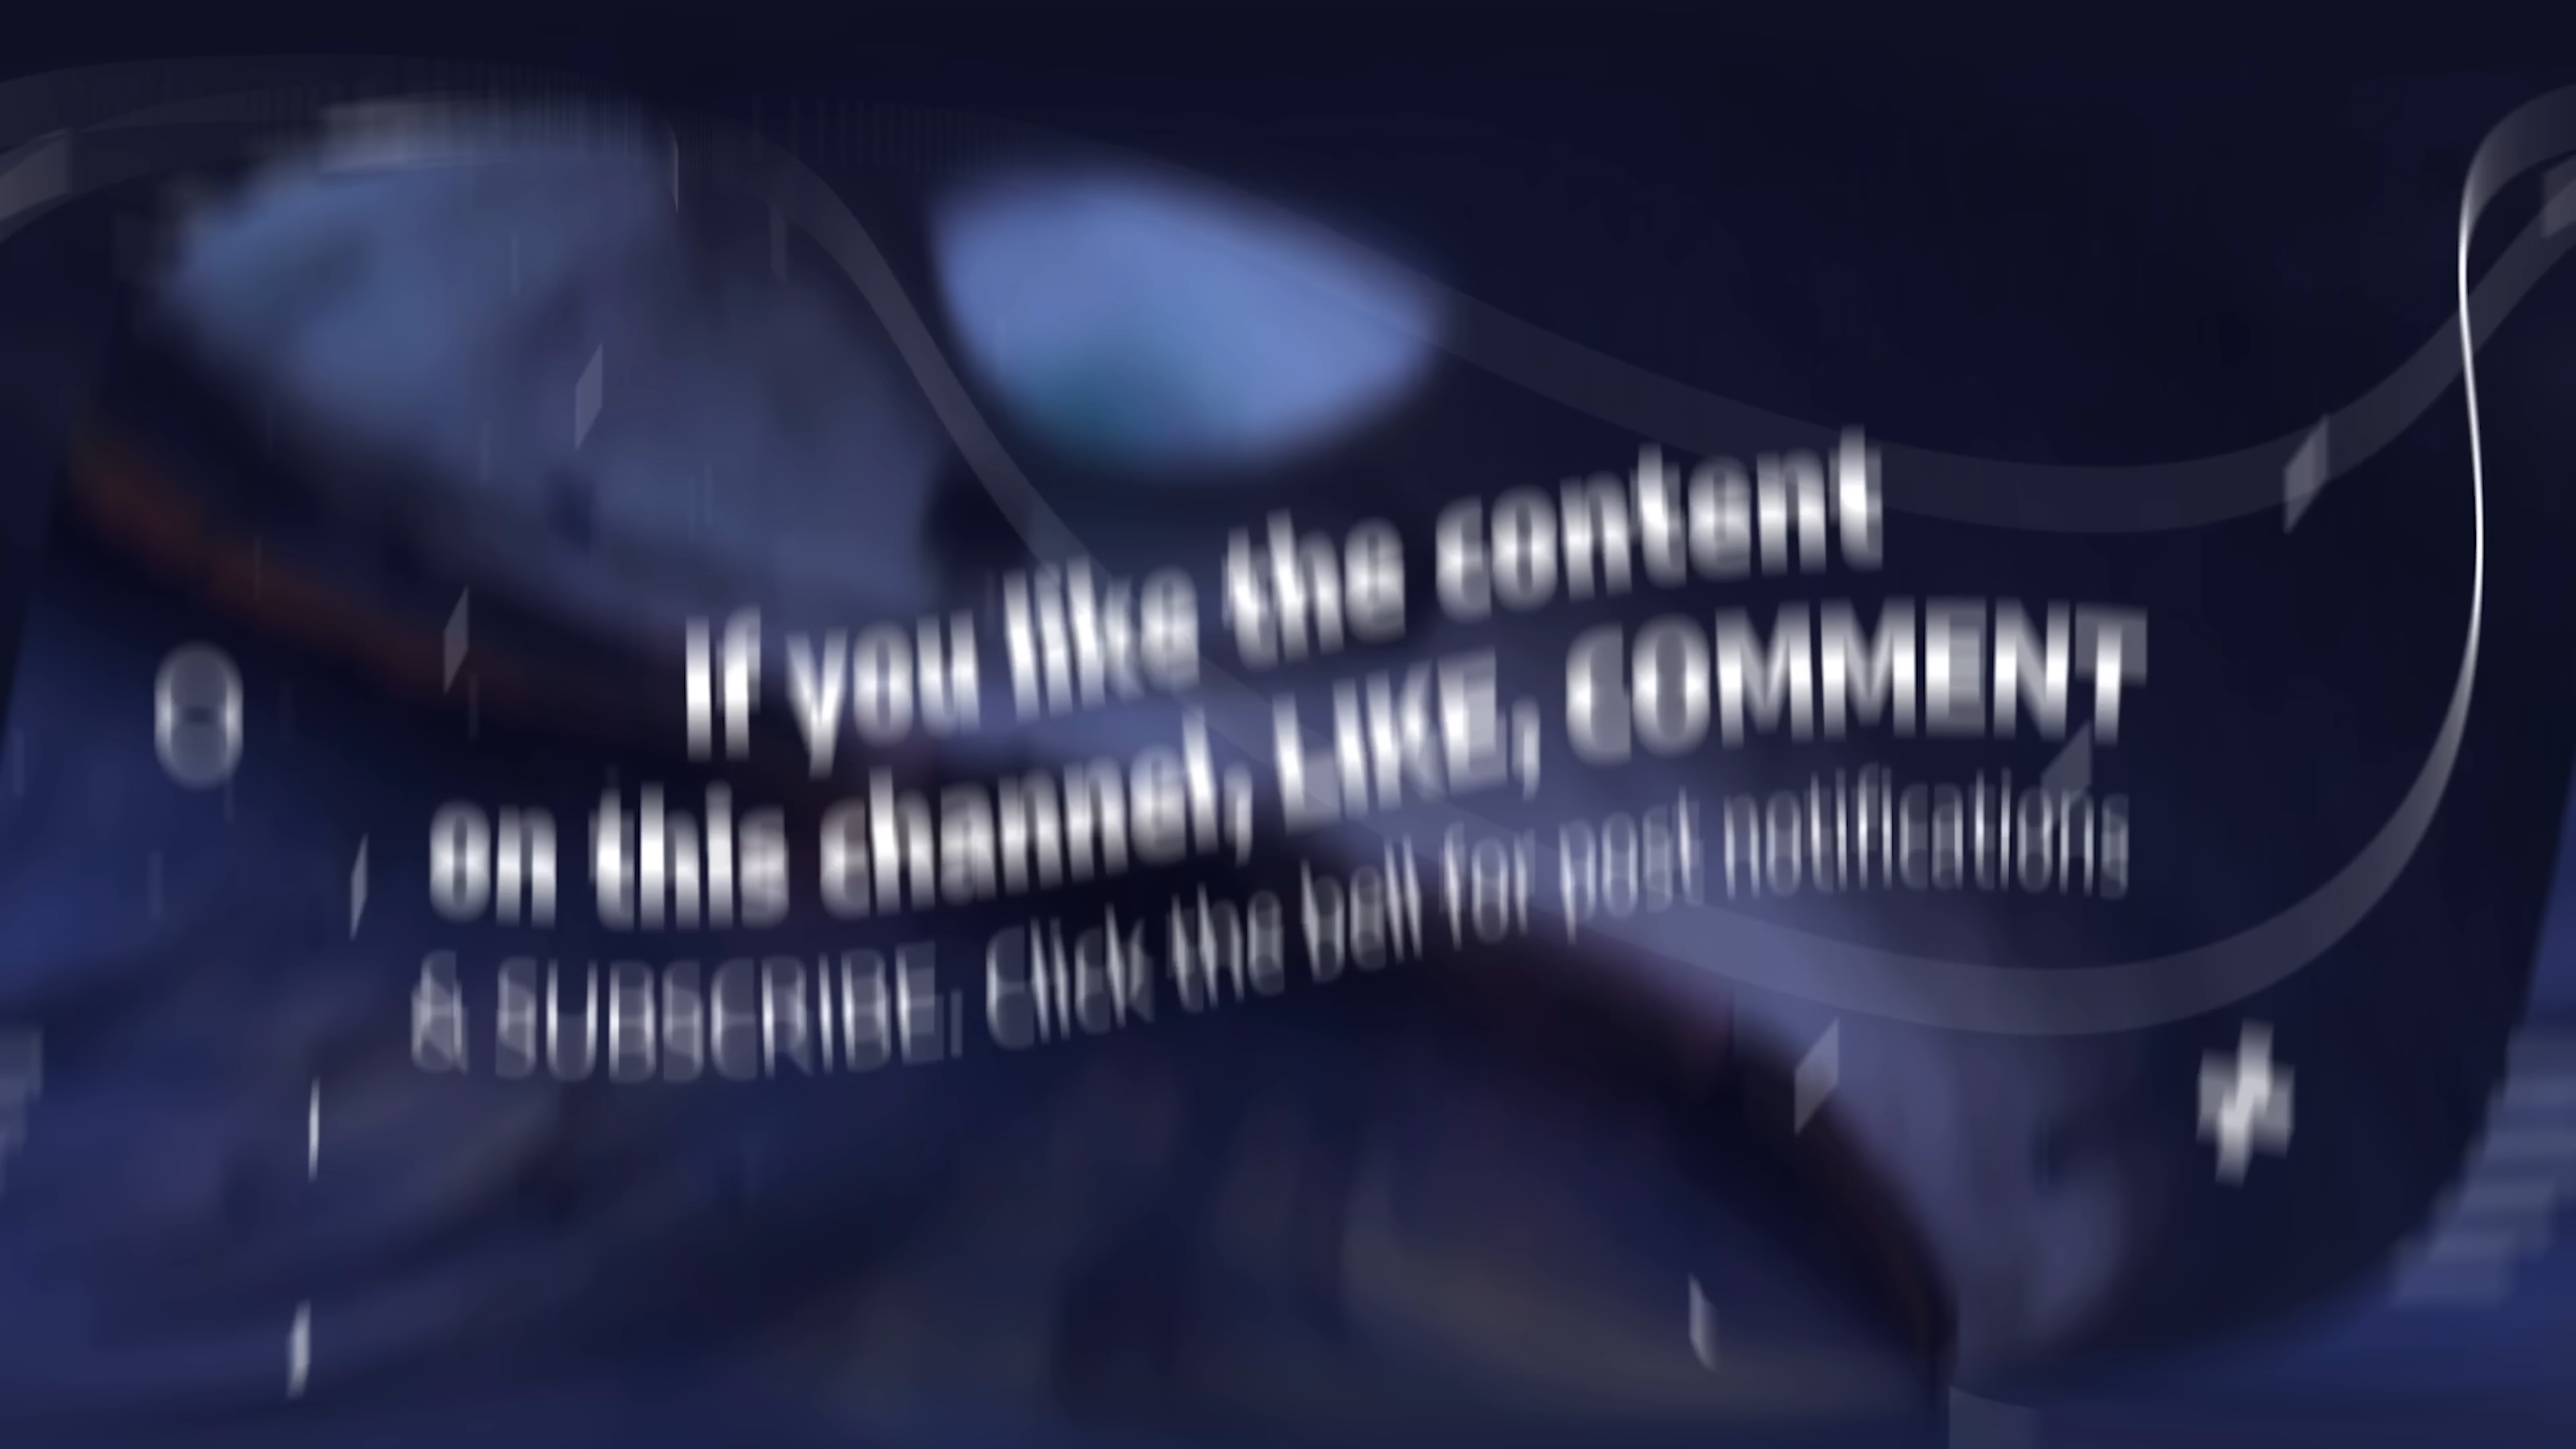 If you like the content
on this channel, LIKE, COMMENT
& SUBSCRIBE, Click the bell for post notifications